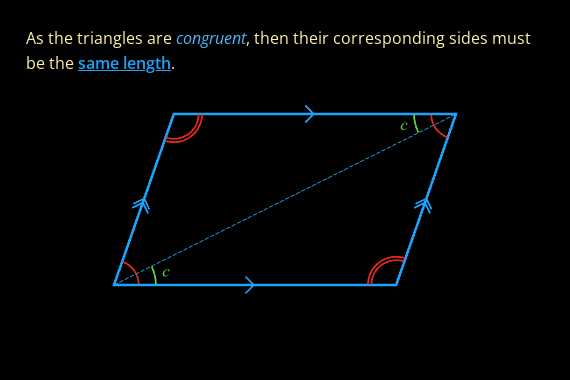 As the triangles are congruent, then their corresponding sides must
be the same length.
c
c